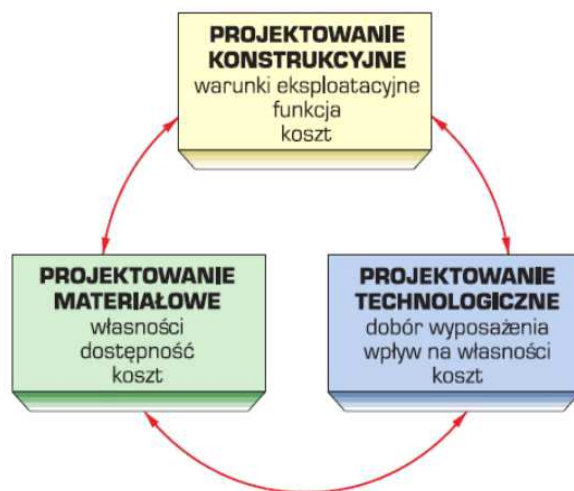 PROJEKTOWANIE
KONSTRUKCYJNE
warunki eksploatacyjne
funkcja
koszt
PROJEKTOWANIE
MATERIAŁOWE
własności
dostępność
koszt
PROJEKTOWANIE
TECHNOLOGICZNE
dobór wyposażenia
wpływ na własności
koszt